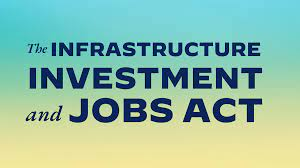 The INFRASTRUCTURE
INVESTMENT
and JOBS ACT